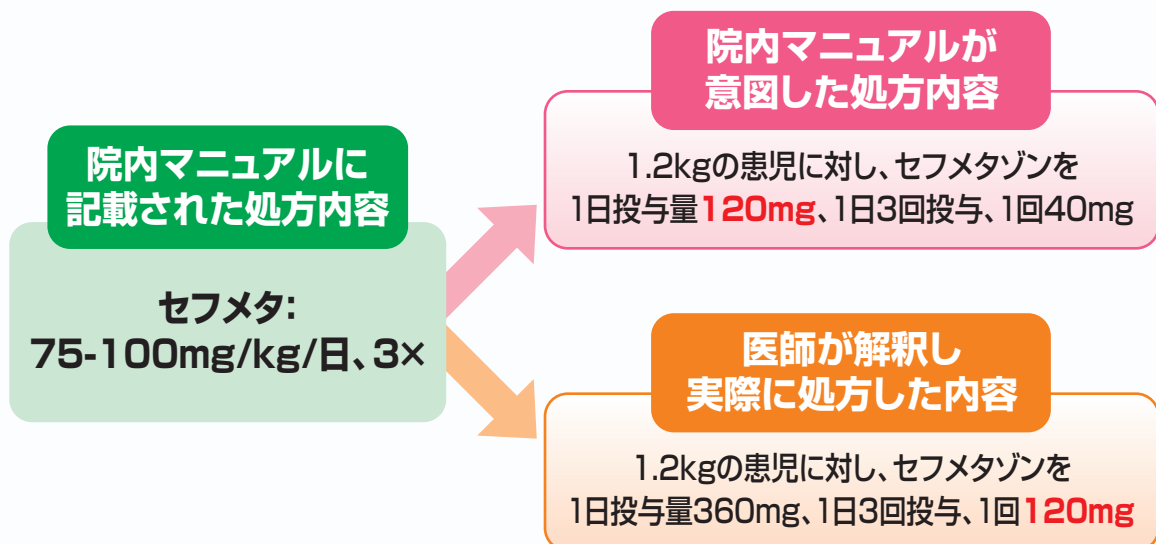 院内マニュアルに
記載された処方内容
セフメタ:
75-100mg/kg/日、3×
院内マニュアルが
意図した処方内容
1.2kgの患児に対し、セフメタゾンを
1日投与量120mg、1日3回投与、1回40mg
医師が解釈し
実際に処方した内容
1.2kgの患児に対し、セフメタゾンを
1日投与量360mg、1日3回投与、1回120mg